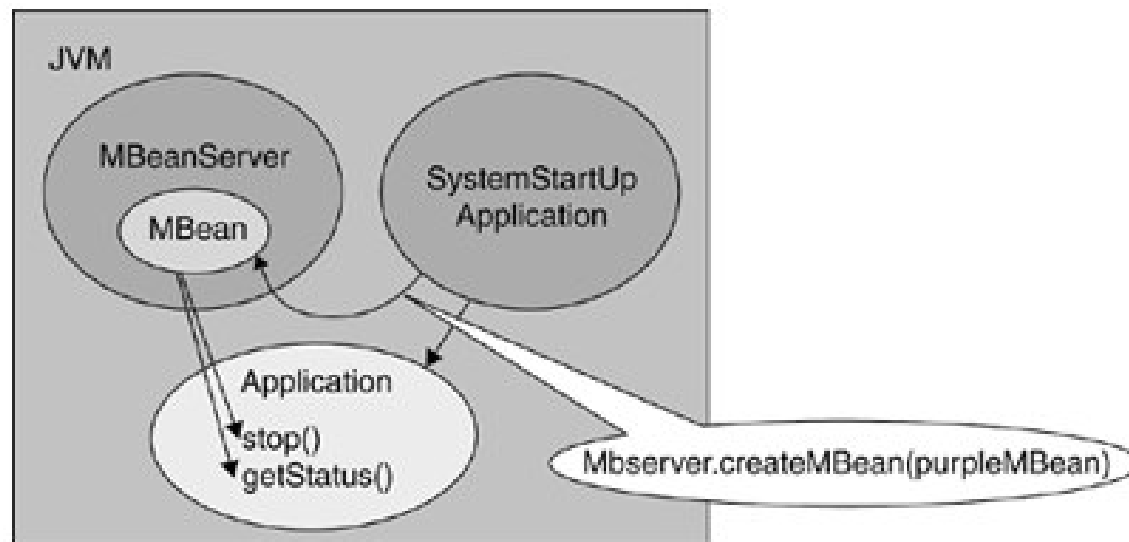 JVM
MBeanServer
MBean
SystemStartUp
Application
Application
stop()
getStatus()
Mbserver.createMBean(purpleMBean)